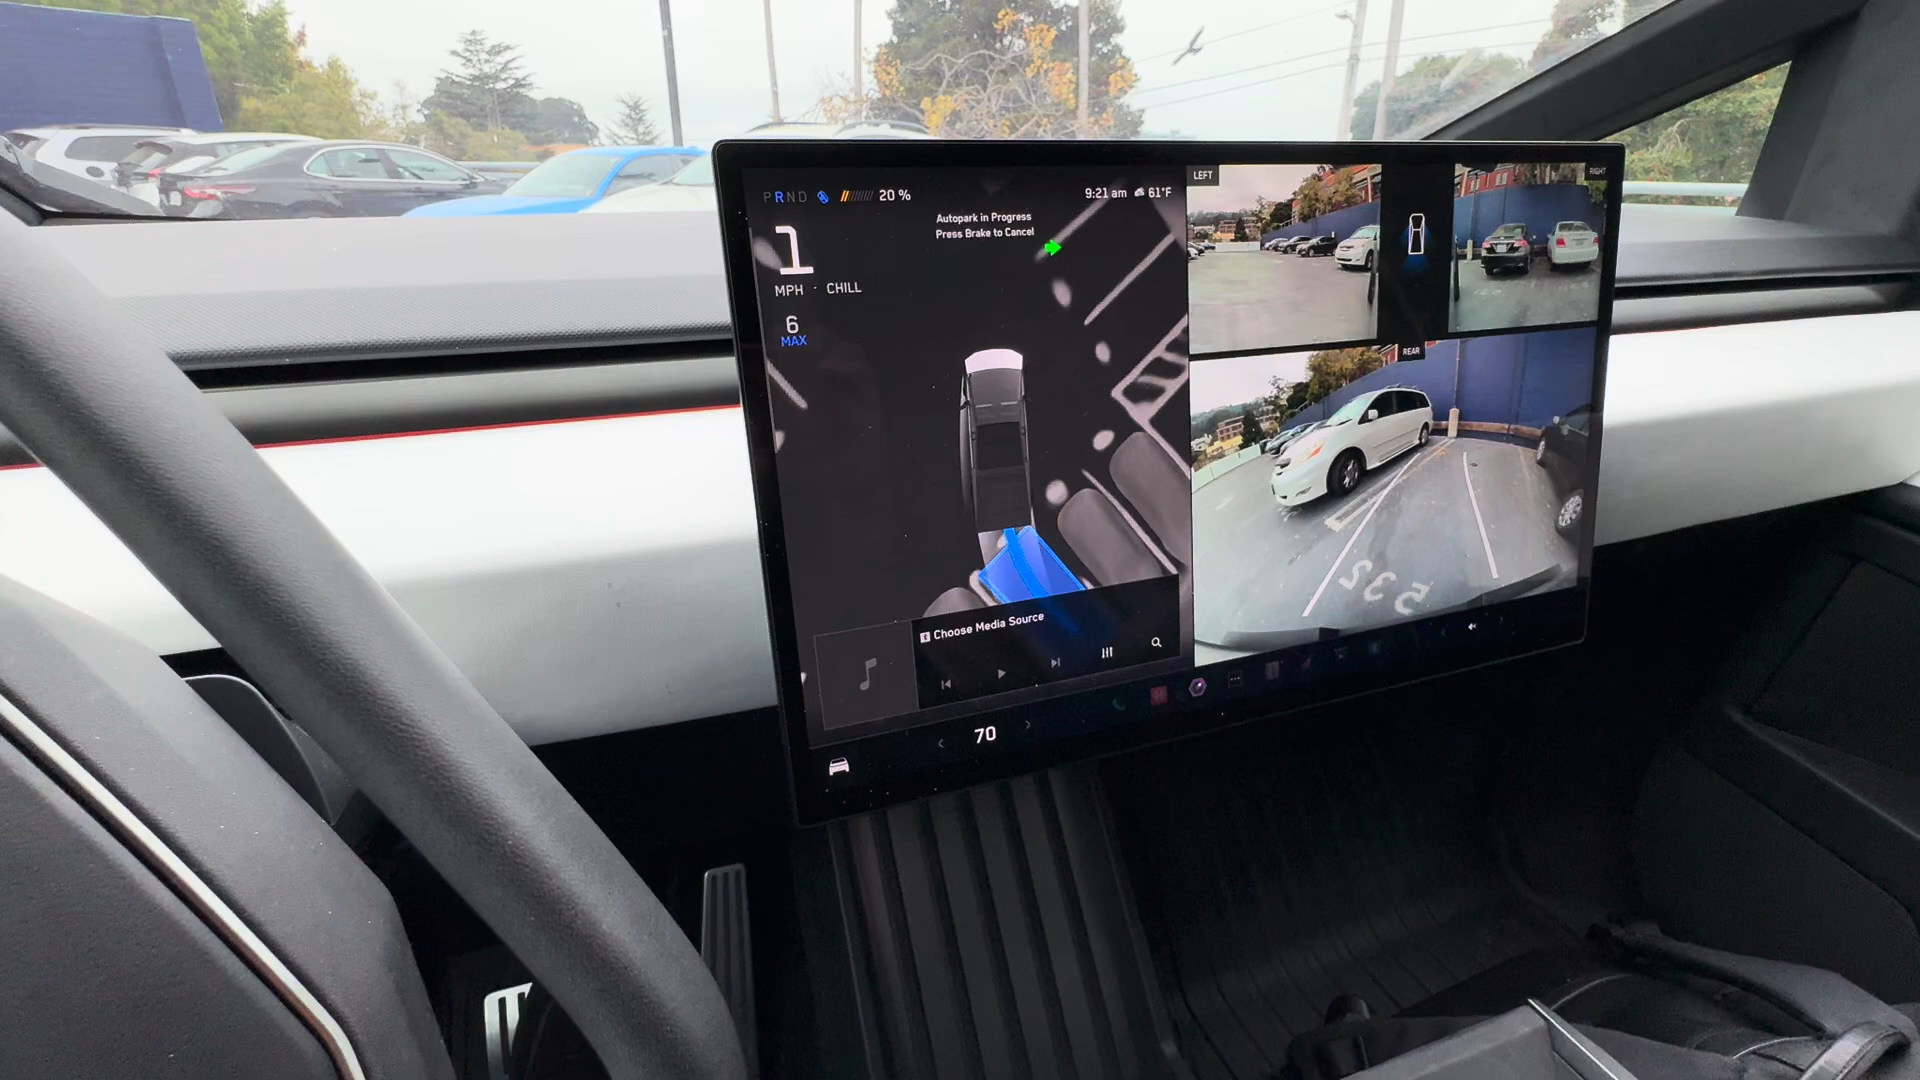 PRND 20 %
9:21 am 61°F
Autopark in Progress
Press Brake to Cancel
1
MPH · CHILL
6
MAX
Choose Media Source
70
LEFT
RIGHT
REAR
532